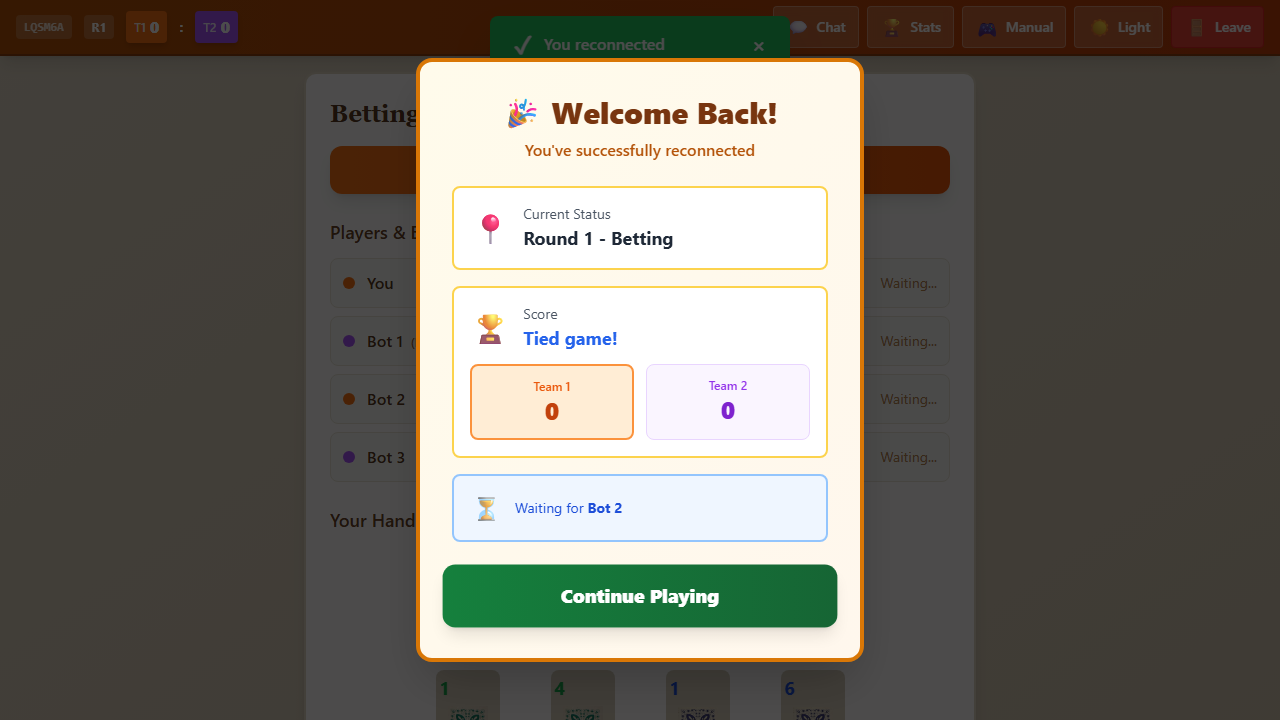 LQSM6A R1 T1 0 : T2 0 Chat Stats Manual Light Leave
You reconnected ×
Betting
Welcome Back!
You've successfully reconnected
Current Status
Round 1 - Betting
Score
Tied game!
Team 1
0
Team 2
0
Waiting for Bot 2
Continue Playing
Players &
You Waiting...
Bot 1 Waiting...
Bot 2 Waiting...
Bot 3 Waiting...
Your Hand
1 4 1 6